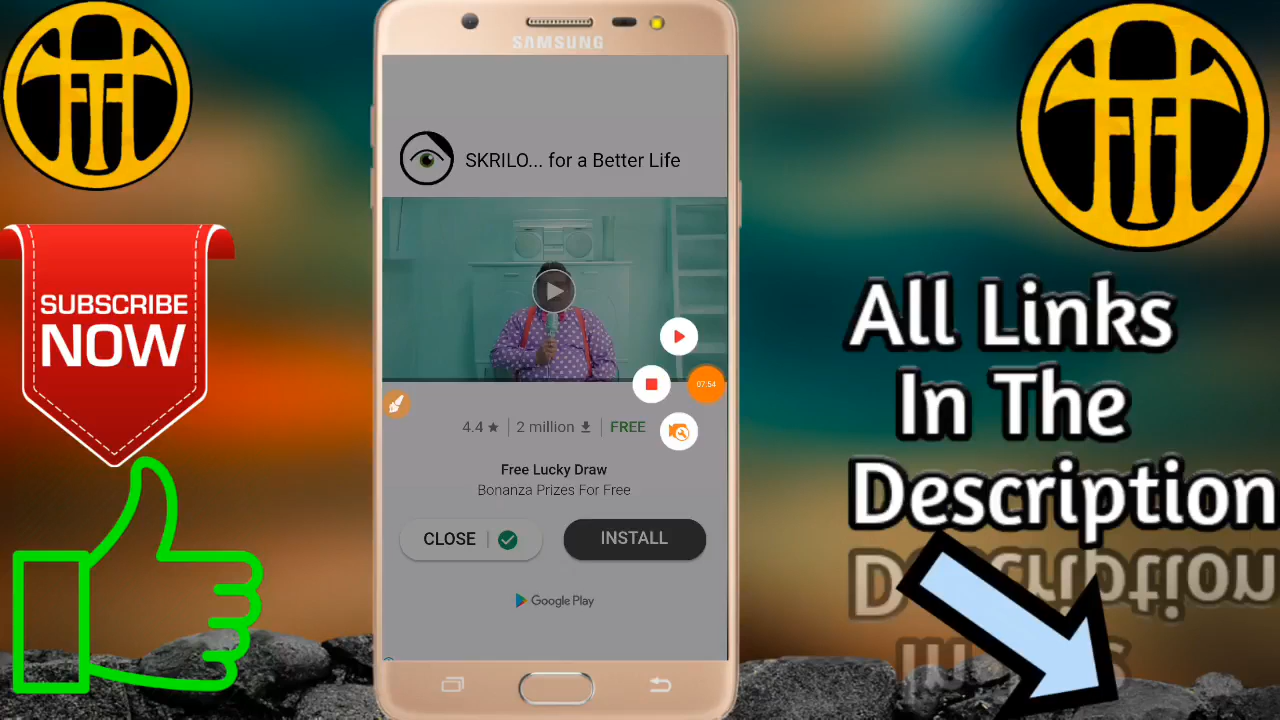 SAMSUNG
SKRILO... for a Better Life
SUBSCRIBE
NOW
07:54
4.4 ★ | 2 million | FREE
Free Lucky Draw
Bonanza Prizes For Free
CLOSE
INSTALL
Google Play
All Links
In The
Description